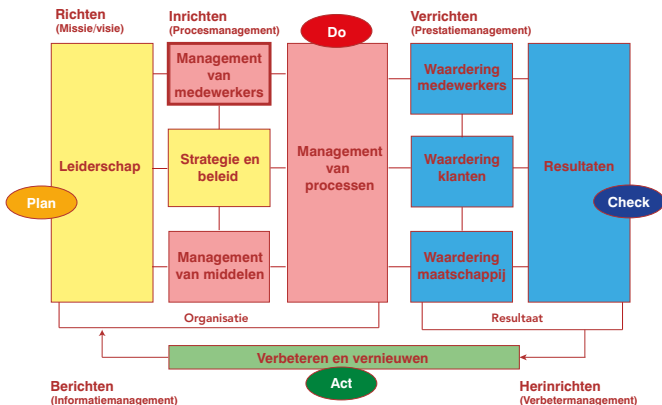 Richten
(Missie/visie)
Inrichten
(Procesmanagement)
Do
Verrichten
(Prestatiemanagement)
Management
van
medewerkers
Waardering
medewerkers
Leiderschap
Strategie en
beleid
Management
van
processen
Waardering
klanten
Resultaten
Plan
Check
Management
van middelen
Waardering
maatschappij
Organisatie
Resultaat
Verbeteren en vernieuwen
Act
Berichten
(Informatiemanagement)
Herinrichten
(Verbetermanagement)